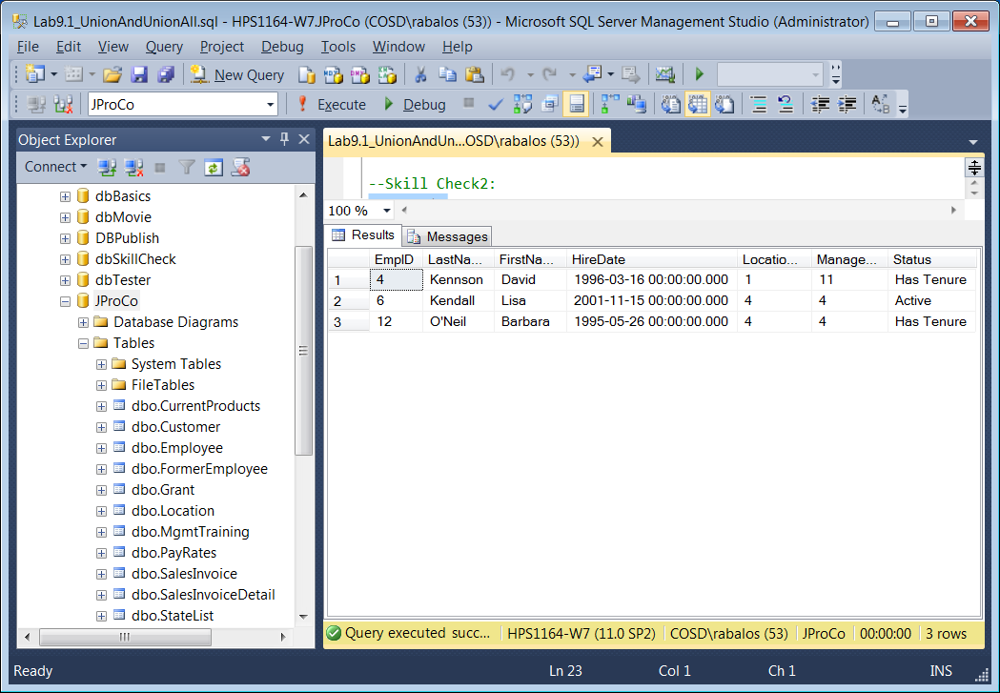 Lab9.1_UnionAndUnionAll.sql - HPS1164-W7.JProCo (COSD\rabalos (53)) - Microsoft SQL Server Management Studio (Administrator)
File Edit View Query Project Debug Tools Window Help
New Query
JProCo Execute Debug
Object Explorer
Connect
dbBasics
dbMovie
DBPublish
dbSkillCheck
dbTester
JProCo
Database Diagrams
Tables
System Tables
FileTables
dbo.CurrentProducts
dbo.Customer
dbo.Employee
dbo.FormerEmployee
dbo.Grant
dbo.Location
dbo.MgmtTraining
dbo.PayRates
dbo.SalesInvoice
dbo.SalesInvoiceDetail
dbo.StateList
Lab9.1_UnionAndUn...OSD\rabalos (53))
--Skill Check2:
100 %
Results Messages
EmpID LastNa... FirstNa... HireDate Locatio... Manage... Status
1 4 Kennson David 1996-03-16 00:00:00.000 1 11 Has Tenure
2 6 Kendall Lisa 2001-11-15 00:00:00.000 4 4 Active
3 12 O'Neil Barbara 1995-05-26 00:00:00.000 4 4 Has Tenure
Query executed succ... HPS1164-W7 (11.0 SP2) COSD\rabalos (53) JProCo 00:00:00 3 rows
Ready Ln 23 Col 1 Ch 1 INS